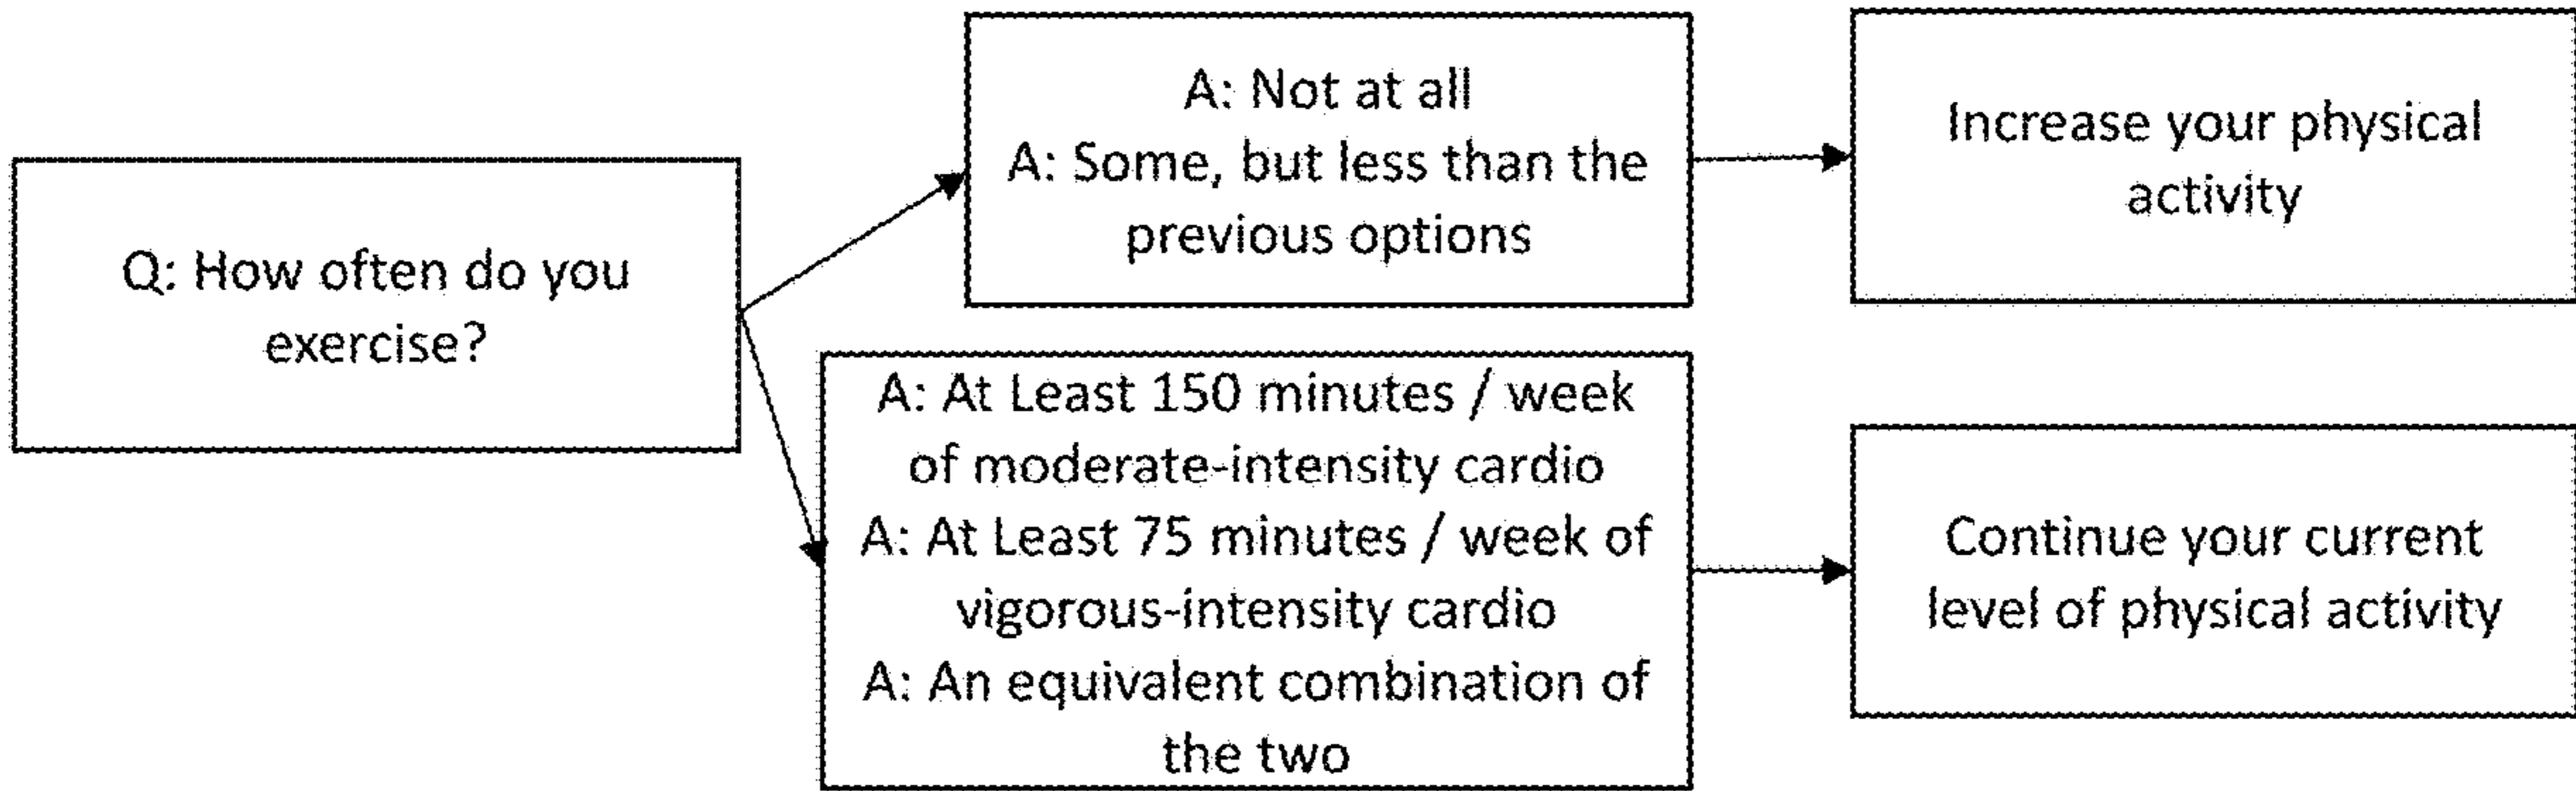 Q: How often do you
exercise?
A: Not at all
A: Some, but less than the
previous options
Increase your physical
activity
A: At Least 150 minutes / week
of moderate-intensity cardio
A: At Least 75 minutes / week of
vigorous-intensity cardio
A: An equivalent combination of
the two
Continue your current
level of physical activity